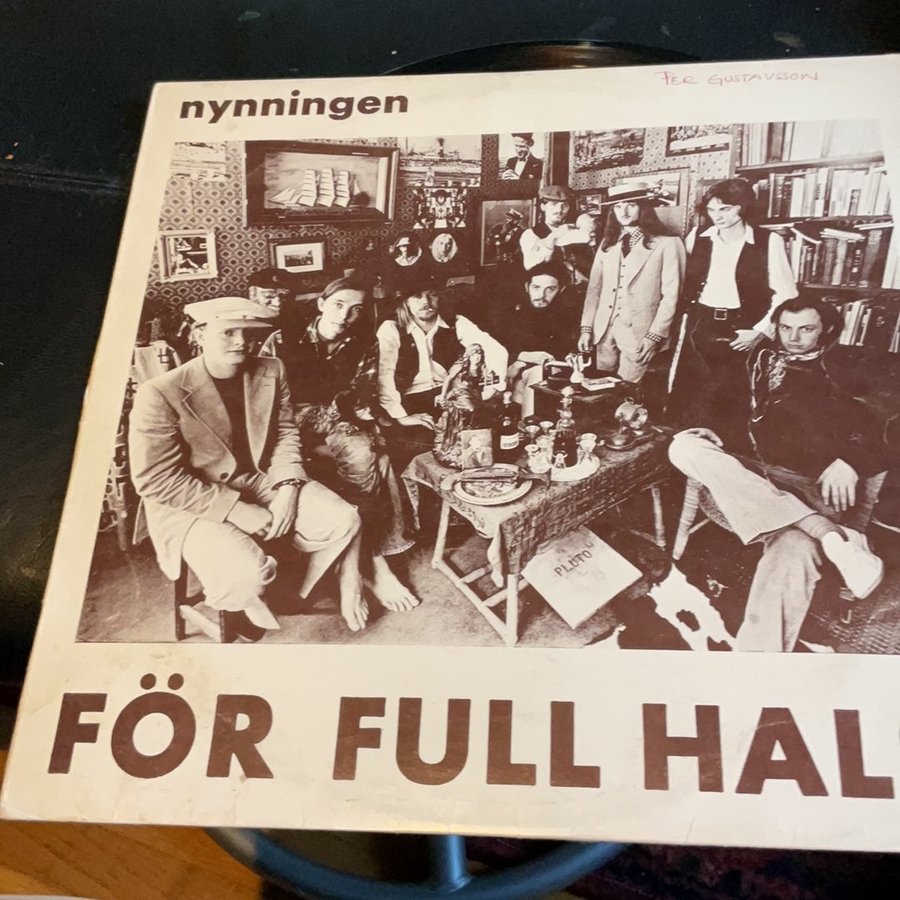 nynningen
PER GUSTAVSSON
PLUTO
FÖR FULL HAL